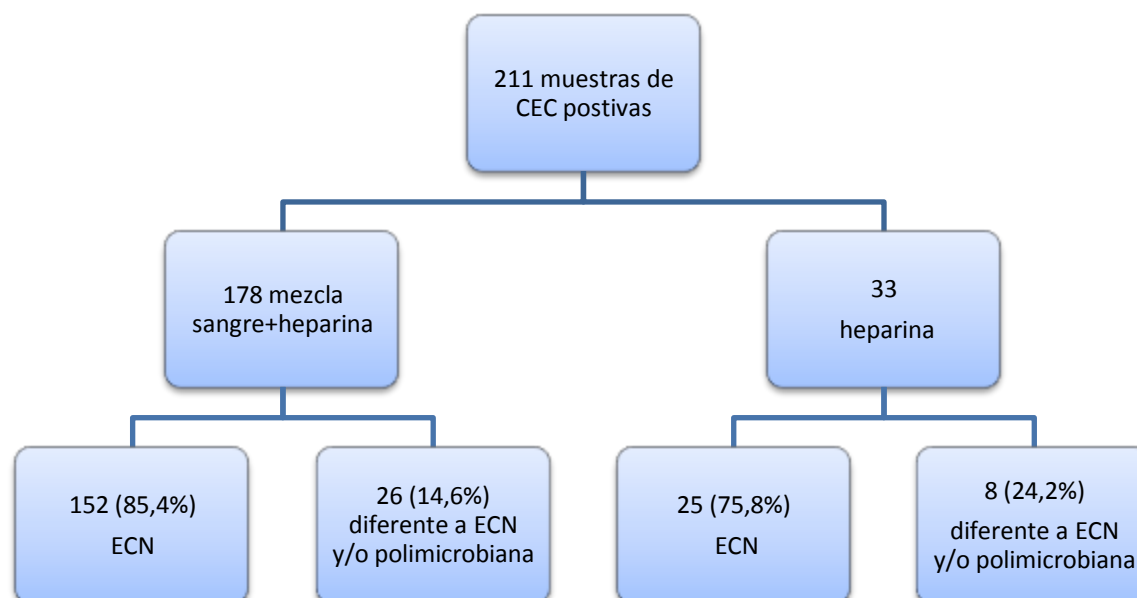 211 muestras de
CEC postivas
178 mezcla
sangre+heparina
33
heparina
152 (85,4%)
ECN
26 (14,6%)
diferente a ECN
y/o polimicrobiana
25 (75,8%)
ECN
8 (24,2%)
diferente a ECN
y/o polimicrobiana